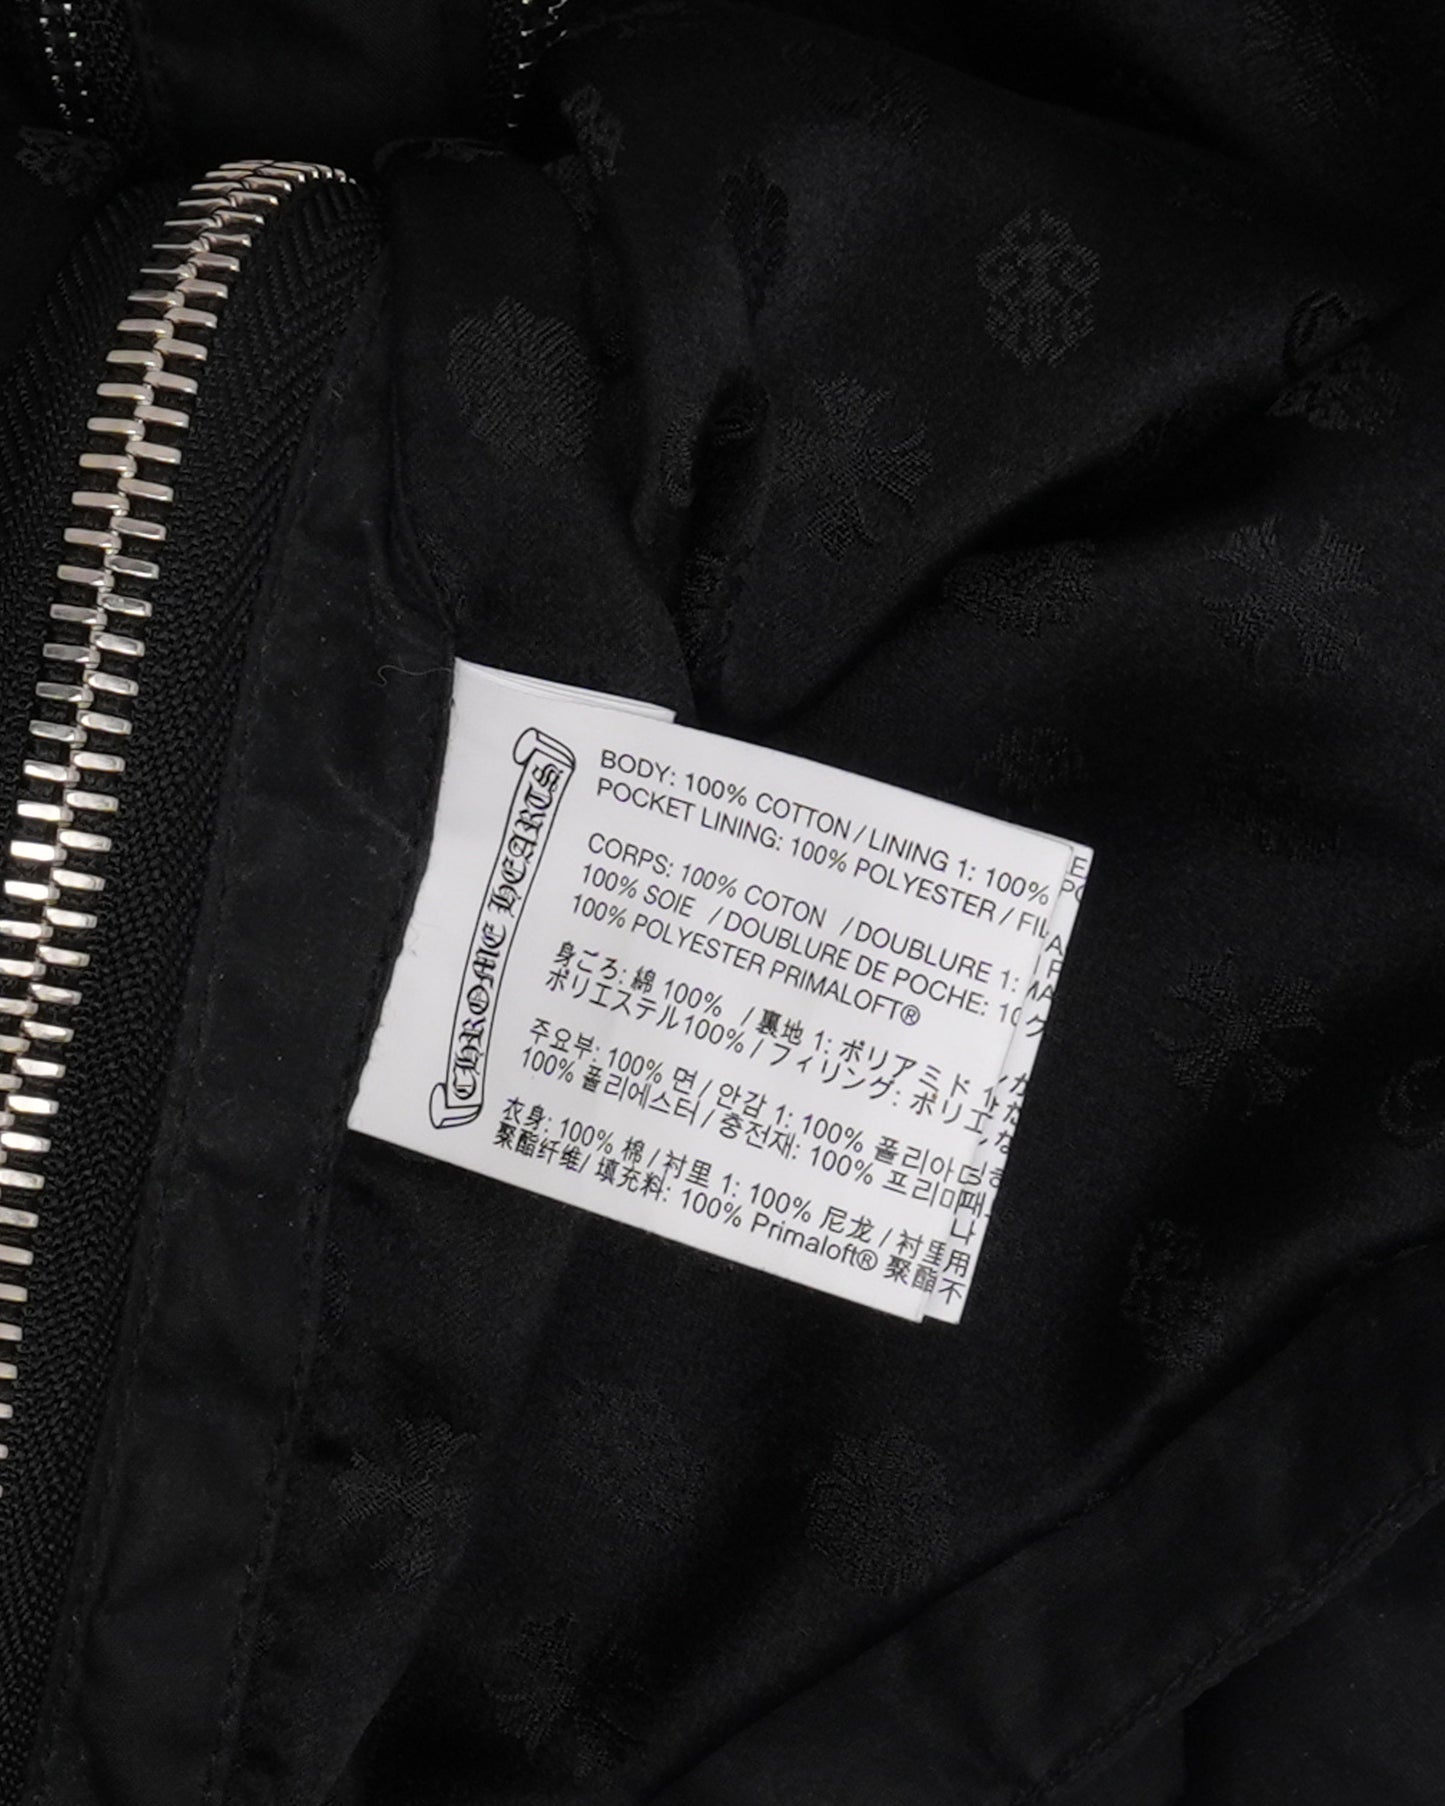 CHROME HEARTS
BODY: 100% COTTON / LINING 1: 100%
POCKET LINING: 100% POLYESTER / FIL
CORPS: 100% COTON / DOUBLURE 1:
100% SOIE / DOUBLURE DE POCHE: 10
100% POLYESTER PRIMALOFT®
身ごろ: 綿 100% / 裏地 1: ポリアミド
ポリエステル100% / フィリング: ポリエ
주요부: 100% 면 / 안감 1: 100% 폴리아미
100% 폴리에스터 / 충전재: 100% 프리미
衣身: 100% 棉 / 衬里 1: 100% 尼龙 / 衬里
聚酯纤维/ 填充料: 100% Primaloft® 聚酯
用
不